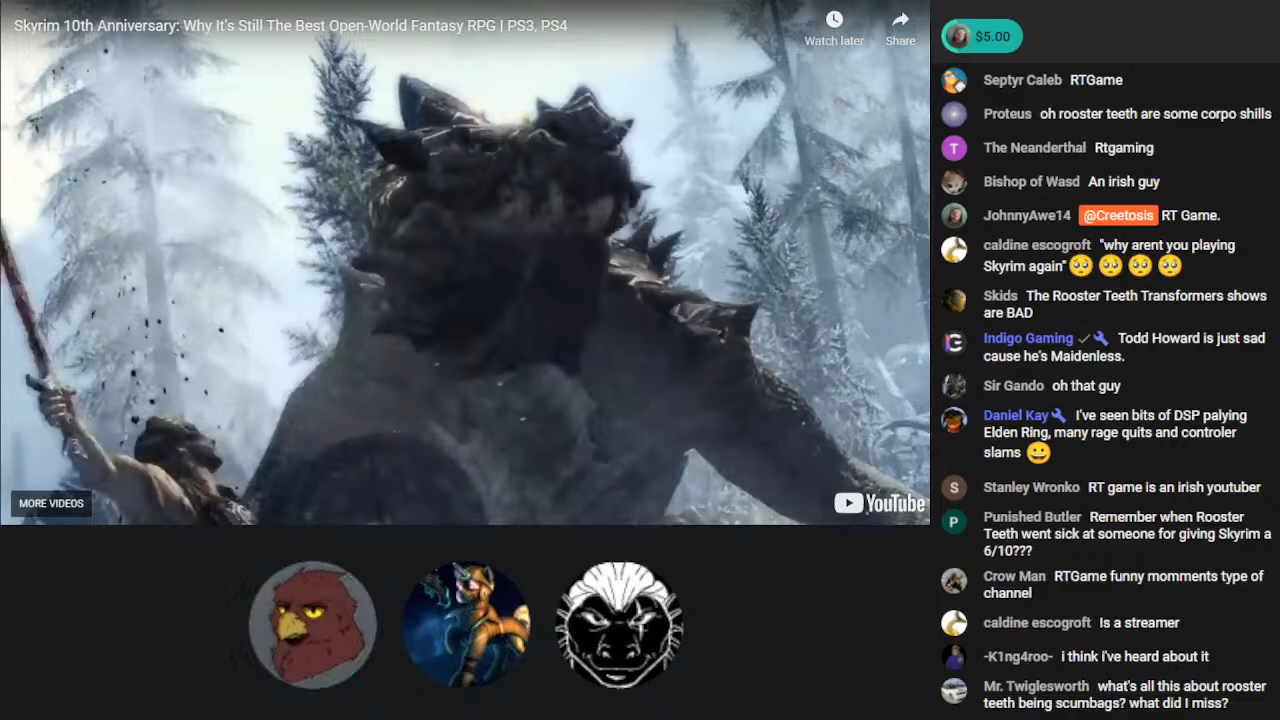 Skyrim 10th Anniversary: Why It's Still The Best Open-World Fantasy RPG | PS3, PS4
Watch later
Share
MORE VIDEOS
YouTube
$5.00
Septyr Caleb RTGame
Proteus oh rooster teeth are some corpo shills
T
The Neanderthal Rtgaming
Bishop of Wasd An irish guy
JohnnyAwe14 @Creetosis RT Game.
caldine escogroft "why arent you playing
Skyrim again"🥺🥺🥺🥺
Skids The Rooster Teeth Transformers shows
are BAD
Indigo Gaming Todd Howard is just sad
cause he's Maidenless.
Sir Gando oh that guy
Daniel Kay I've seen bits of DSP palying
Elden Ring, many rage quits and controler
slams 😀
S
Stanley Wronko RT game is an irish youtuber
P
Punished Butler Remember when Rooster
Teeth went sick at someone for giving Skyrim a
6/10???
Crow Man RTGame funny momments type of
channel
caldine escogroft Is a streamer
-K1ng4roo- i think i've heard about it
Mr. Twiglesworth what's all this about rooster
teeth being scumbags? what did I miss?